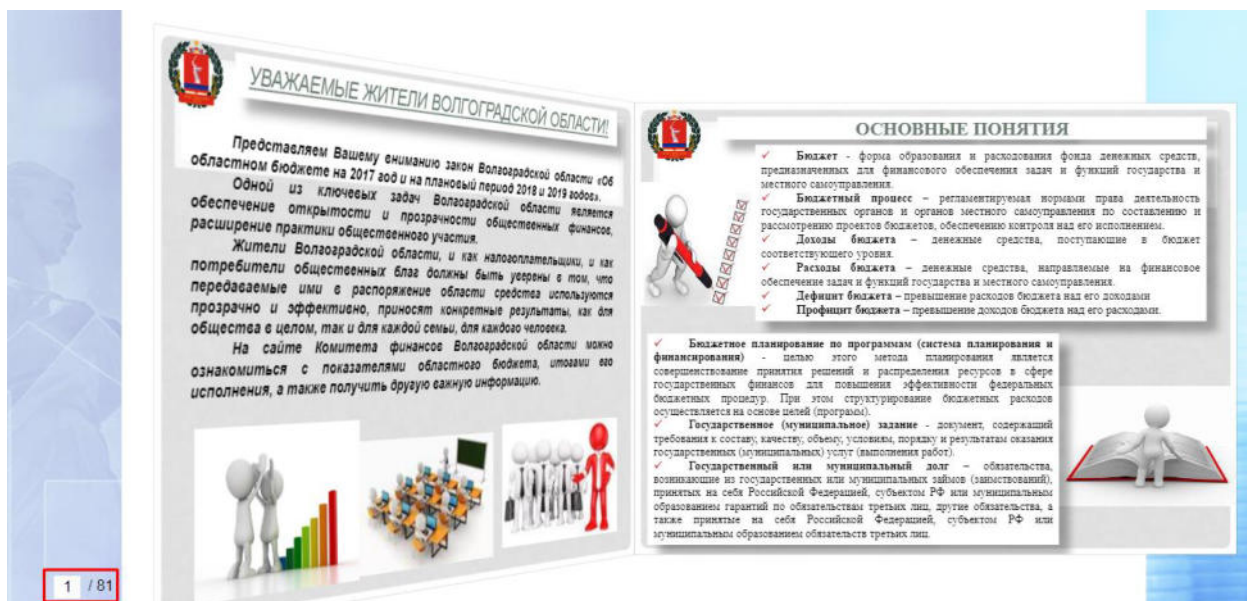 УВАЖАЕМЫЕ ЖИТЕЛИ ВОЛГОГРАДСКОЙ ОБЛАСТИ!
Представляем Вашему вниманию закон Волгоградской области «Об
областном бюджете на 2017 год и на плановый период 2018 и 2019 годов».
Одной из ключевых задач Волгоградской области является
обеспечение открытости и прозрачности общественных финансов,
расширение практики общественного участия.
Жители Волгоградской области, и как налогоплательщики, и как
потребители общественных благ должны быть уверены в том, что
передаваемые ими в распоряжение области средства используются
прозрачно и эффективно, приносят конкретные результаты, как для
общества в целом, так и для каждой семьи, для каждого человека.
На сайте Комитета финансов Волгоградской области можно
ознакомиться с показателями областного бюджета, итогами его
исполнения, а также получить другую важную информацию.
ОСНОВНЫЕ ПОНЯТИЯ
✓ Бюджет - форма образования и расходования фонда денежных средств,
предназначенных для финансового обеспечения задач и функций государства и
местного самоуправления.
✓ Бюджетный процесс – регламентируемая нормами права деятельность
государственных органов и органов местного самоуправления по составлению и
рассмотрению проектов бюджетов, обеспечению контроля над его исполнением.
✓ Доходы бюджета – денежные средства, поступающие в бюджет
соответствующего уровня.
✓ Расходы бюджета – денежные средства, направляемые на финансовое
обеспечение задач и функций государства и местного самоуправления.
✓ Дефицит бюджета – превышение расходов бюджета над его доходами
✓ Профицит бюджета – превышение доходов бюджета над его расходами.
✓ Бюджетное планирование по программам (система планирования и
финансирования) - целью этого метода планирования является
совершенствование принятия решений и распределения ресурсов в сфере
государственных финансов для повышения эффективности федеральных
бюджетных процедур. При этом структурирование бюджетных расходов
осуществляется на основе целей (программ).
✓ Государственное (муниципальное) задание - документ, содержащий
требования к составу, качеству, объему, условиям, порядку и результатам оказания
государственных (муниципальных) услуг (выполнения работ).
✓ Государственный или муниципальный долг – обязательства,
возникающие из государственных или муниципальных займов (заимствований),
принятых на себя Российской Федерацией, субъектом РФ или муниципальным
образованием гарантий по обязательствам третьих лиц, другие обязательства, а
также принятые на себя Российской Федерацией, субъектом РФ или
муниципальным образованием обязательств третьих лиц.
1 / 81